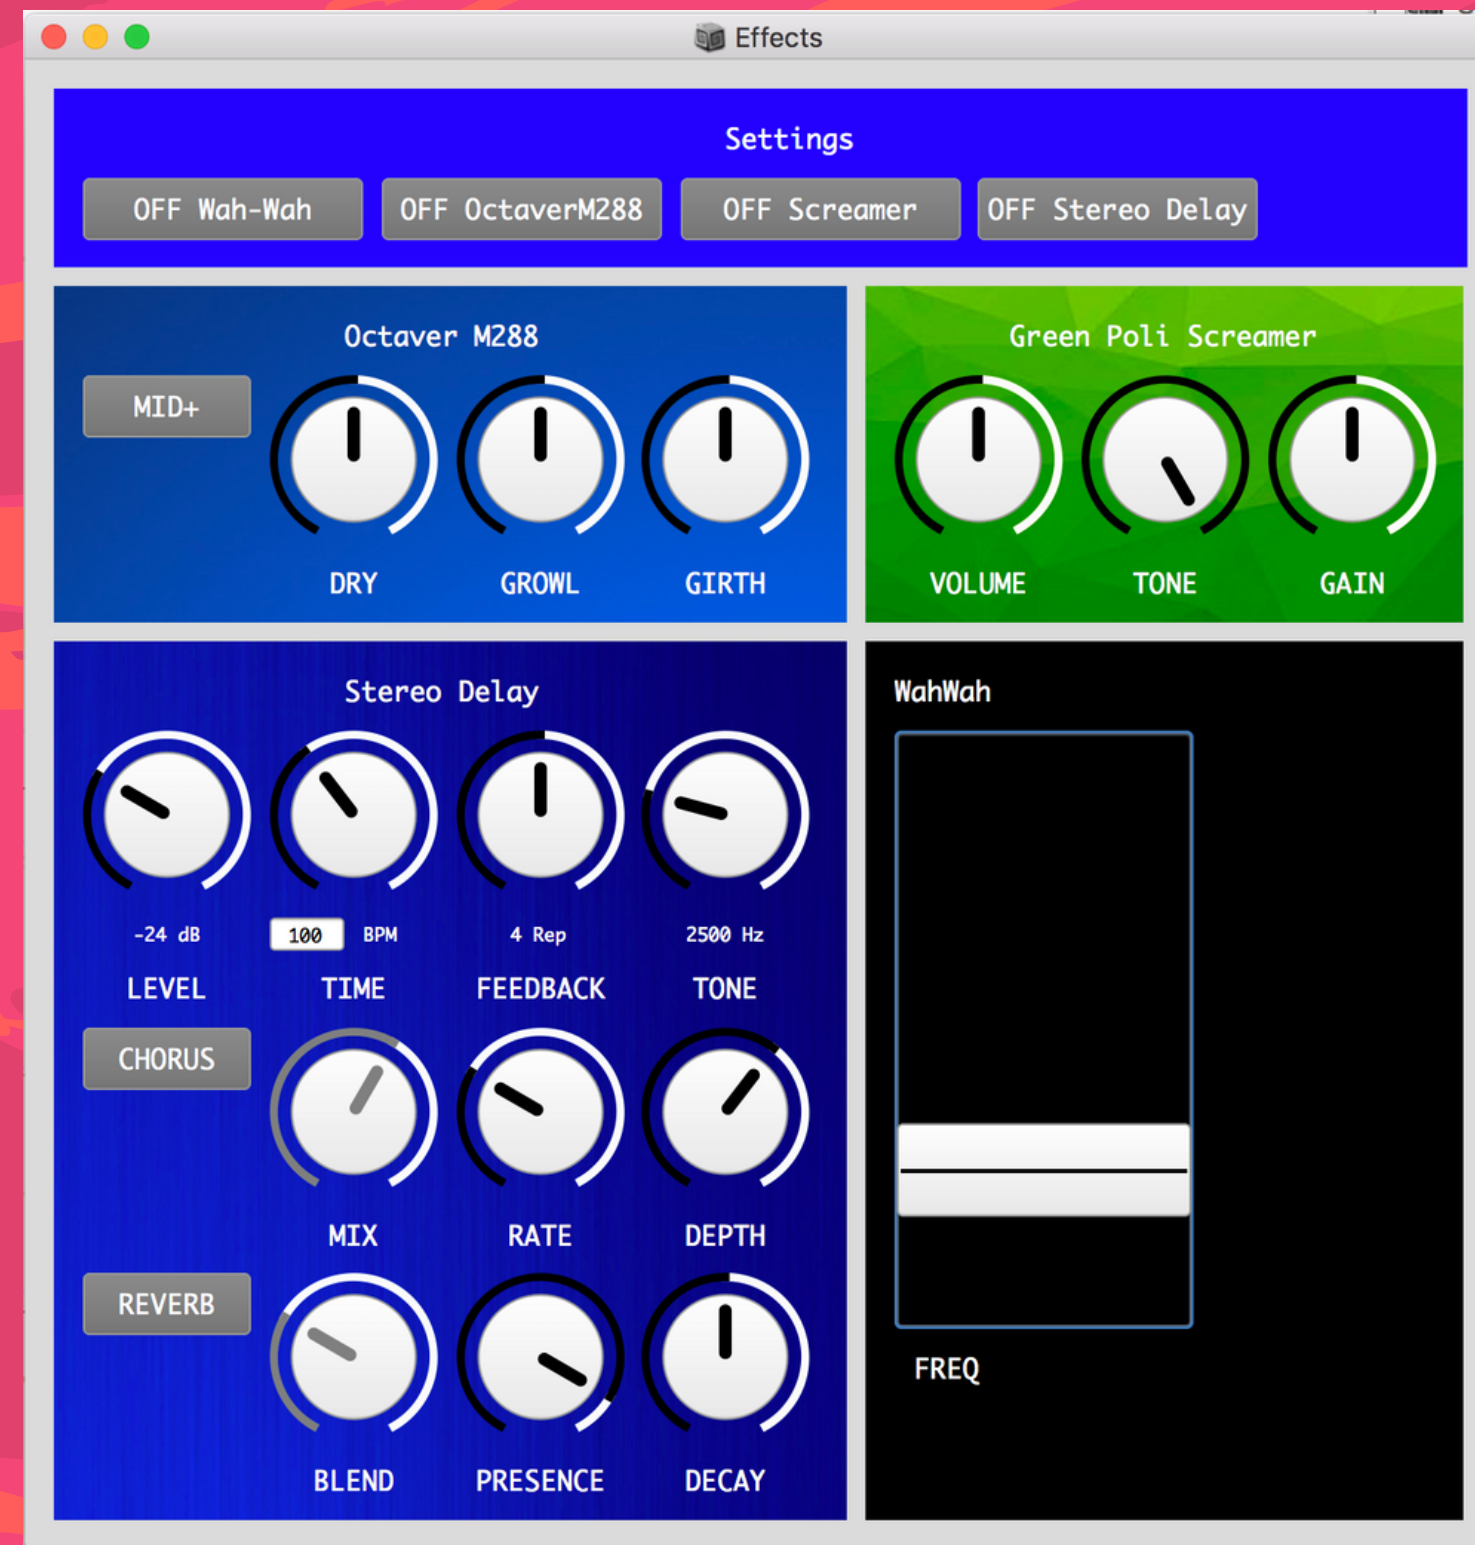 Effects
Settings
OFF Wah-Wah
OFF OctaverM288
OFF Screamer
OFF Stereo Delay
Octaver M288
MID+
DRY
GROWL
GIRTH
Green Poli Screamer
VOLUME
TONE
GAIN
Stereo Delay
-24 dB
100 BPM
4 Rep
2500 Hz
LEVEL
TIME
FEEDBACK
TONE
CHORUS
MIX
RATE
DEPTH
REVERB
BLEND
PRESENCE
DECAY
WahWah
FREQ